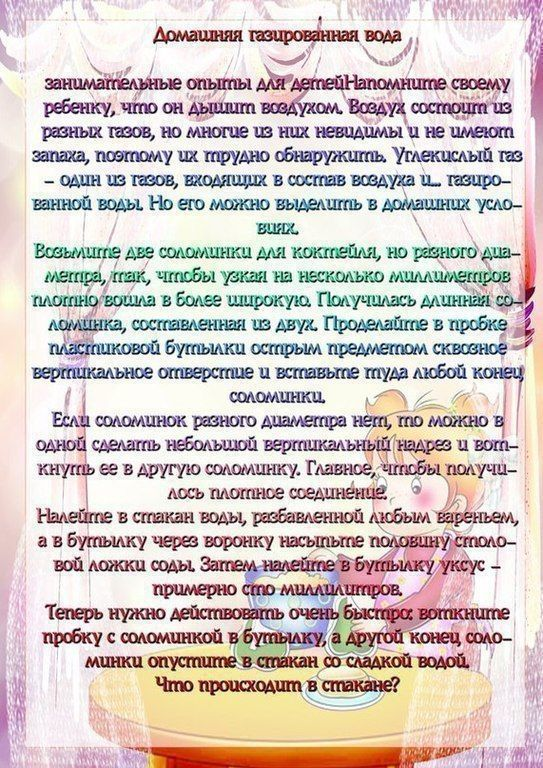 Домашняя газированная вода
занимательные опыты для детейНапомните своему
ребенку, что он дышит воздухом. Воздух состоит из
разных газов, но многие из них невидимы и не имеют
запаха, поэтому их трудно обнаружить. Углекислый газ
– один из газов, входящих в состав воздуха и... газиро–
ванной воды. Но его можно выделить в домашних усло–
виях.
Возьмите две соломинки для коктейля, но разного диа–
метра, так, чтобы узкая на несколько миллиметров
плотно вошла в более широкую. Получилась длинная со–
ломинка, составленная из двух. Проделайте в пробке
пластиковой бутылки острым предметом сквозное
вертикальное отверстие и вставьте туда любой конец
соломинки.
Если соломинок разного диаметра нет, то можно в
одной сделать небольшой вертикальный надрез и вот–
кнуть ее в другую соломинку. Главное, чтобы получи–
лось плотное соединение.
Налейте в стакан воды, разбавленной любым вареньем,
а в бутылку через воронку насыпьте половину столо–
вой ложки соды. Затем налейте в бутылку уксус –
примерно сто миллилитров.
Теперь нужно действовать очень быстро: воткните
пробку с соломинкой в бутылку, а другой конец соло–
минки опустите в стакан со сладкой водой.
Что происходит в стакане?